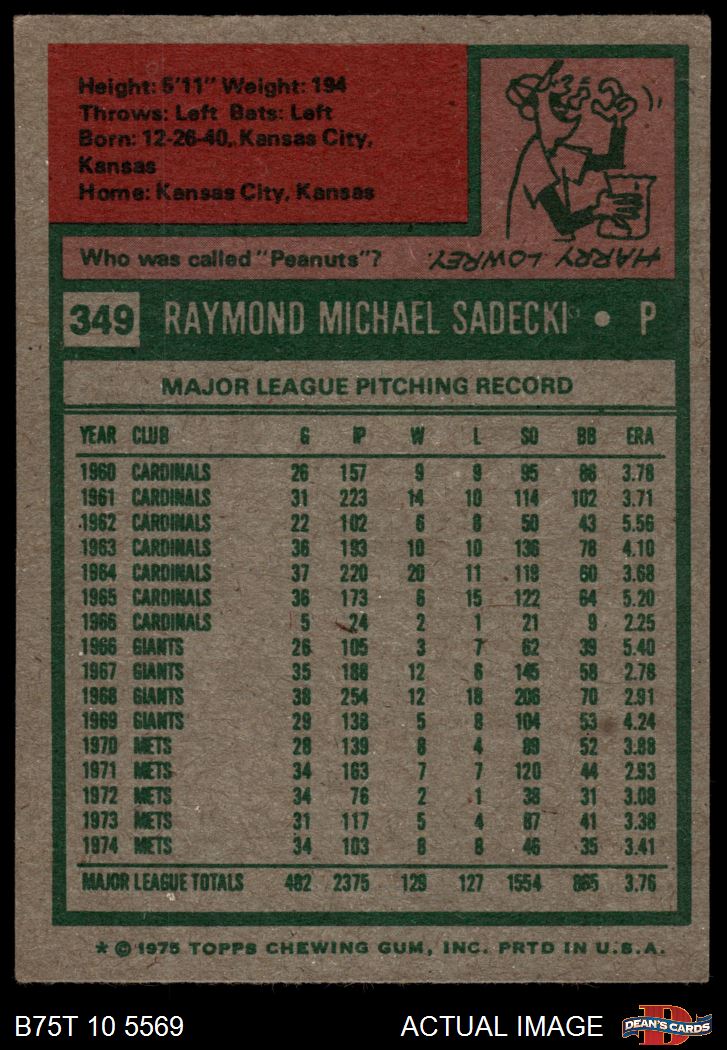 Height: 5'11" Weight: 194
Throws: Left Bats: Left
Born: 12-26-40, Kansas City,
Kansas
Home: Kansas City, Kansas
Who was called "Peanuts"?
HARRY LOWREY.
349 RAYMOND MICHAEL SADECKI • P
MAJOR LEAGUE PITCHING RECORD
YEAR CLUB G IP W L SO BB ERA
1960 CARDINALS 26 157 9 9 95 86 3.78
1961 CARDINALS 31 223 14 10 114 102 3.71
1962 CARDINALS 22 102 6 8 50 43 5.56
1963 CARDINALS 36 193 10 10 136 78 4.10
1964 CARDINALS 37 220 20 11 119 60 3.68
1965 CARDINALS 36 173 6 15 122 64 5.20
1966 CARDINALS 5 24 2 1 21 9 2.25
1966 GIANTS 26 105 3 7 62 39 5.40
1967 GIANTS 35 188 12 6 145 58 2.78
1968 GIANTS 38 254 12 18 206 70 2.91
1969 GIANTS 29 138 5 8 104 53 4.24
1970 METS 28 139 8 4 89 52 3.88
1971 METS 34 163 7 7 120 44 2.93
1972 METS 34 76 2 1 38 31 3.08
1973 METS 31 117 5 4 87 41 3.38
1974 METS 34 103 8 8 46 35 3.41
MAJOR LEAGUE TOTALS 482 2375 129 127 1554 865 3.76
* © 1975 TOPPS CHEWING GUM, INC. PRTD IN U.S.A.
B75T 10 5569 ACTUAL IMAGE D DEAN'S CARDS